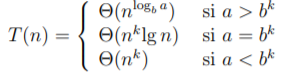 Θ(n^{log_b a}) si a > b^k
T(n) = { Θ(n^k lg n) si a = b^k
Θ(n^k) si a < b^k